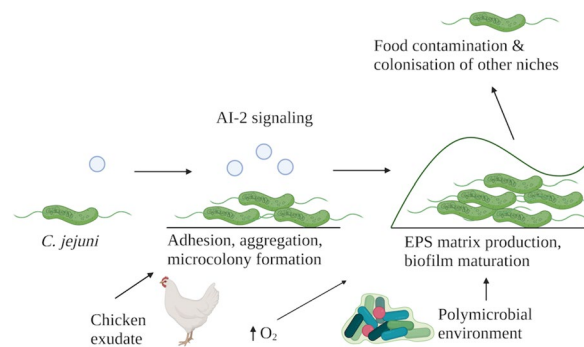 Food contamination &
colonisation of other niches
AI-2 signaling
C. jejuni
Adhesion, aggregation,
microcolony formation
EPS matrix production,
biofilm maturation
Chicken
exudate
↑ O₂
Polymicrobial
environment